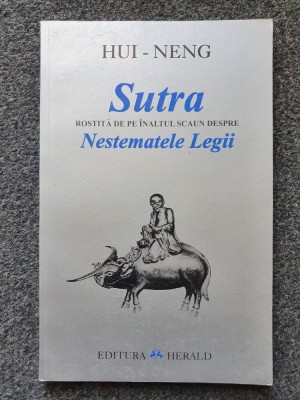 HUI - NENG
Sutra
ROSTITĂ DE PE ÎNALTUL SCAUN DESPRE
Nestematele Legii
EDITURA HERALD